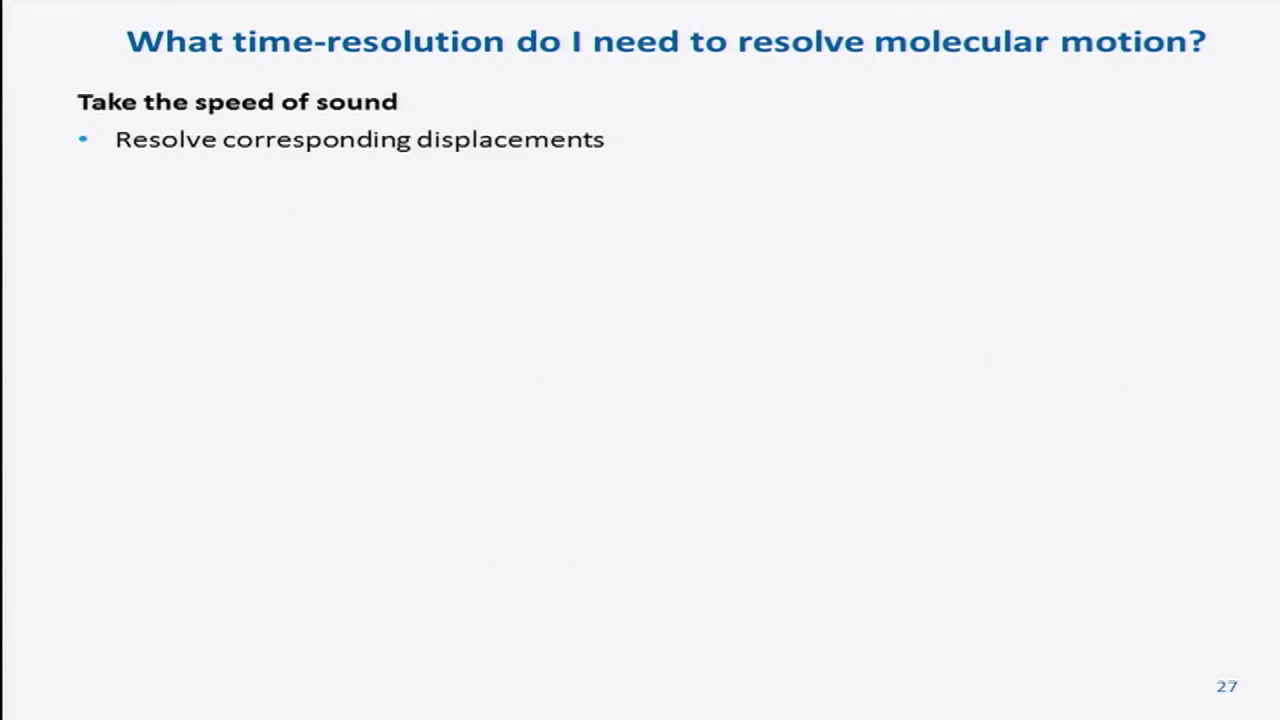 What time-resolution do I need to resolve molecular motion?
Take the speed of sound
• Resolve corresponding displacements
27